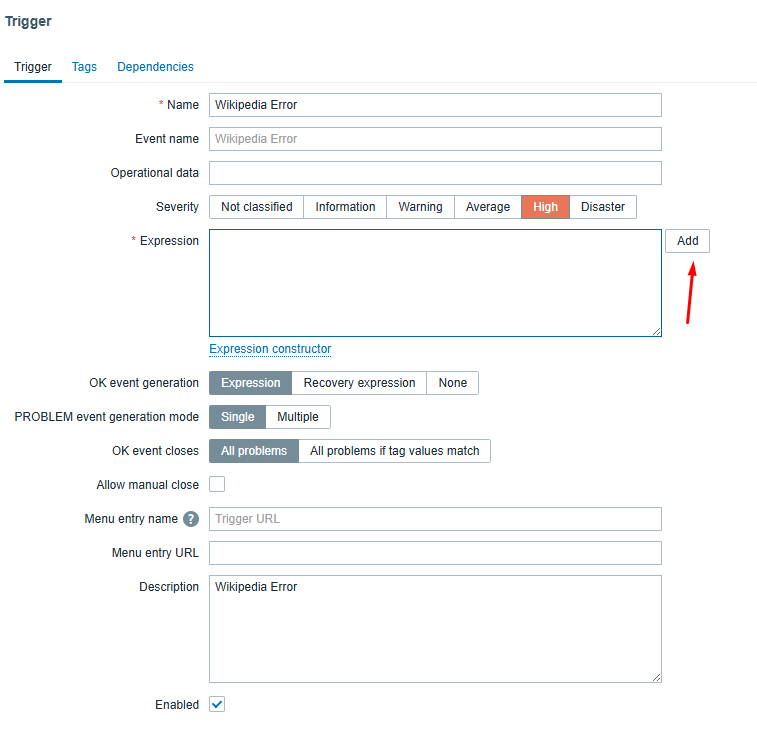 Trigger
Trigger Tags Dependencies
* Name Wikipedia Error
Event name Wikipedia Error
Operational data
Severity Not classified Information Warning Average High Disaster
* Expression Add
Expression constructor
OK event generation Expression Recovery expression None
PROBLEM event generation mode Single Multiple
OK event closes All problems All problems if tag values match
Allow manual close
Menu entry name ? Trigger URL
Menu entry URL
Description Wikipedia Error
Enabled